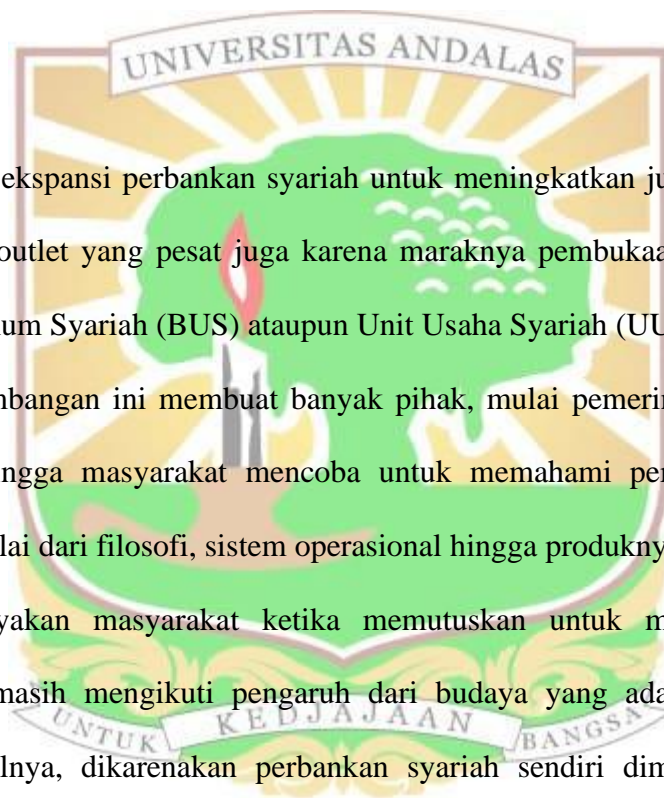 UNIVERSITAS ANDALAS
ekspansi perbankan syariah untuk meningkatkan
outlet yang pesat juga karena maraknya pembukaa
um Syariah (BUS) ataupun Unit Usaha Syariah (UU
mbangan ini membuat banyak pihak, mulai pemerin
ngga masyarakat mencoba untuk memahami per
lai dari filosofi, sistem operasional hingga produkny
yakan masyarakat ketika memutuskan untuk m
masih mengikuti pengaruh dari budaya yang ada
UNTUK KEDJAJAAN BANGSA
lnya, dikarenakan perbankan syariah sendiri dim